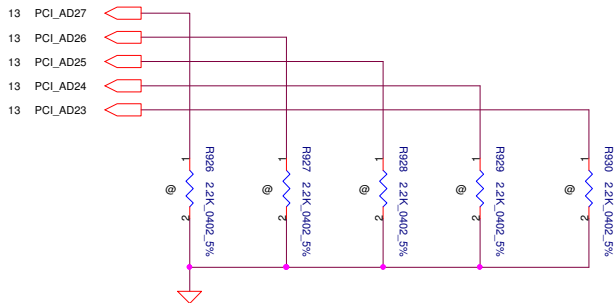 13 PCI_AD27
13 PCI_AD26
13 PCI_AD25
13 PCI_AD24
13 PCI_AD23
1
@
2
R926
2.2K_0402_5%
1
@
2
R927
2.2K_0402_5%
1
@
2
R928
2.2K_0402_5%
1
@
2
R929
2.2K_0402_5%
1
@
2
R930
2.2K_0402_5%